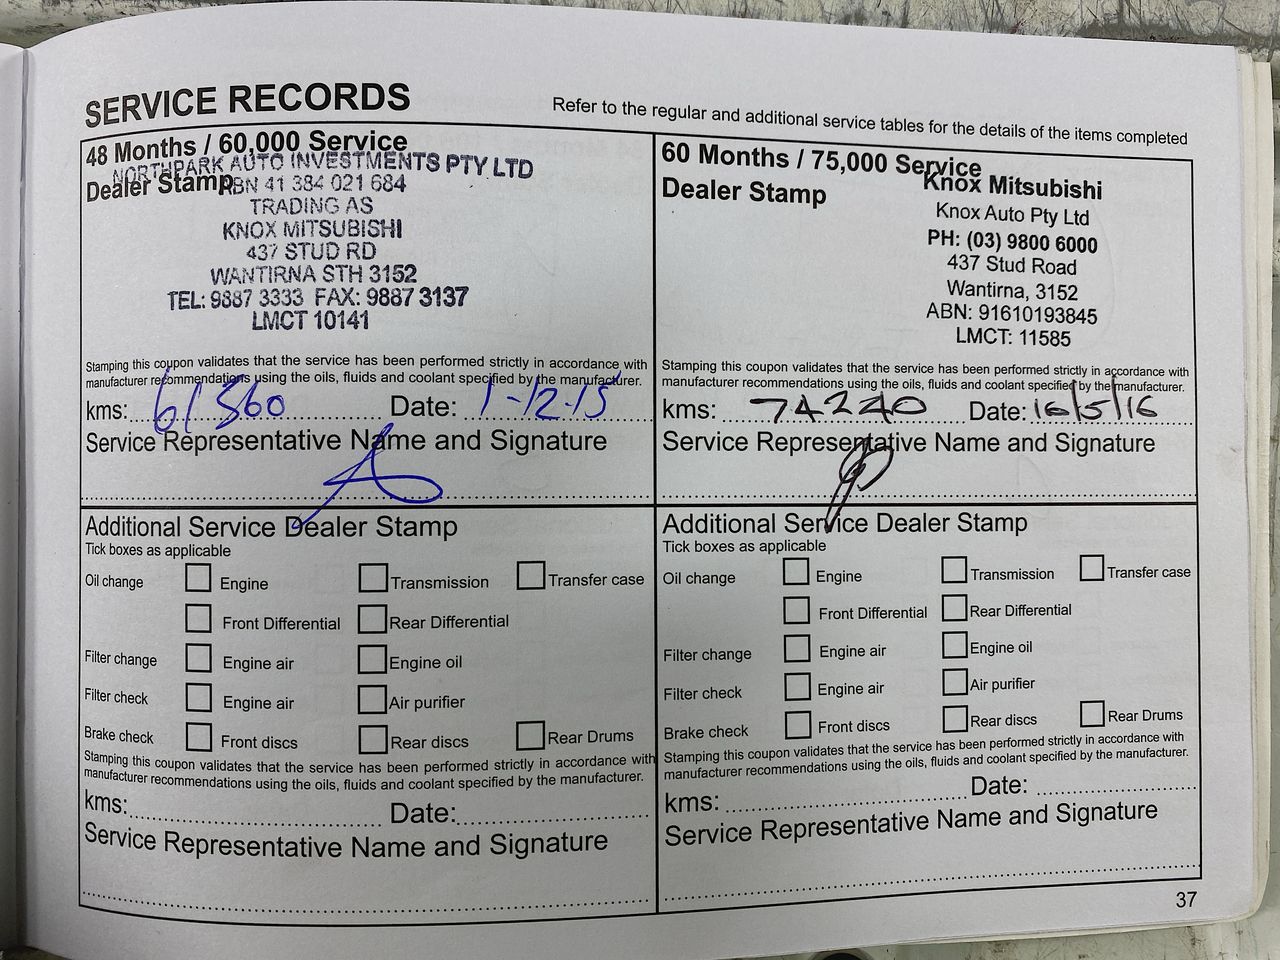 SERVICE RECORDS
Refer to the regular and additional service tables for the details of the items completed
48 Months / 60,000 Service
NORTHPARK AUTO INVESTMENTS PTY LTD
Dealer Stamp
ABN 41 384 021 684
TRADING AS
KNOX MITSUBISHI
437 STUD RD
WANTIRNA STH 3152
TEL: 9887 3333 FAX: 9887 3137
LMCT 10141
Stamping this coupon validates that the service has been performed strictly in accordance with
manufacturer recommendations using the oils, fluids and coolant specified by the manufacturer.
kms: 61360 Date: 1-12-15
Service Representative Name and Signature
Additional Service Dealer Stamp
Tick boxes as applicable
Oil change Engine Transmission Transfer case
Front Differential Rear Differential
Filter change Engine air Engine oil
Filter check Engine air Air purifier
Brake check Front discs Rear discs Rear Drums
Stamping this coupon validates that the service has been performed strictly in accordance with
manufacturer recommendations using the oils, fluids and coolant specified by the manufacturer.
kms: Date:
Service Representative Name and Signature
60 Months / 75,000 Service
Dealer Stamp
Knox Mitsubishi
Knox Auto Pty Ltd
PH: (03) 9800 6000
437 Stud Road
Wantirna, 3152
ABN: 91610193845
LMCT: 11585
Stamping this coupon validates that the service has been performed strictly in accordance with
manufacturer recommendations using the oils, fluids and coolant specified by the manufacturer.
kms: 74240 Date: 16/5/16
Service Representative Name and Signature
Additional Service Dealer Stamp
Tick boxes as applicable
Oil change Engine Transmission Transfer case
Front Differential Rear Differential
Filter change Engine air Engine oil
Filter check Engine air Air purifier
Brake check Front discs Rear discs Rear Drums
Stamping this coupon validates that the service has been performed strictly in accordance with
manufacturer recommendations using the oils, fluids and coolant specified by the manufacturer.
kms: Date:
Service Representative Name and Signature
37